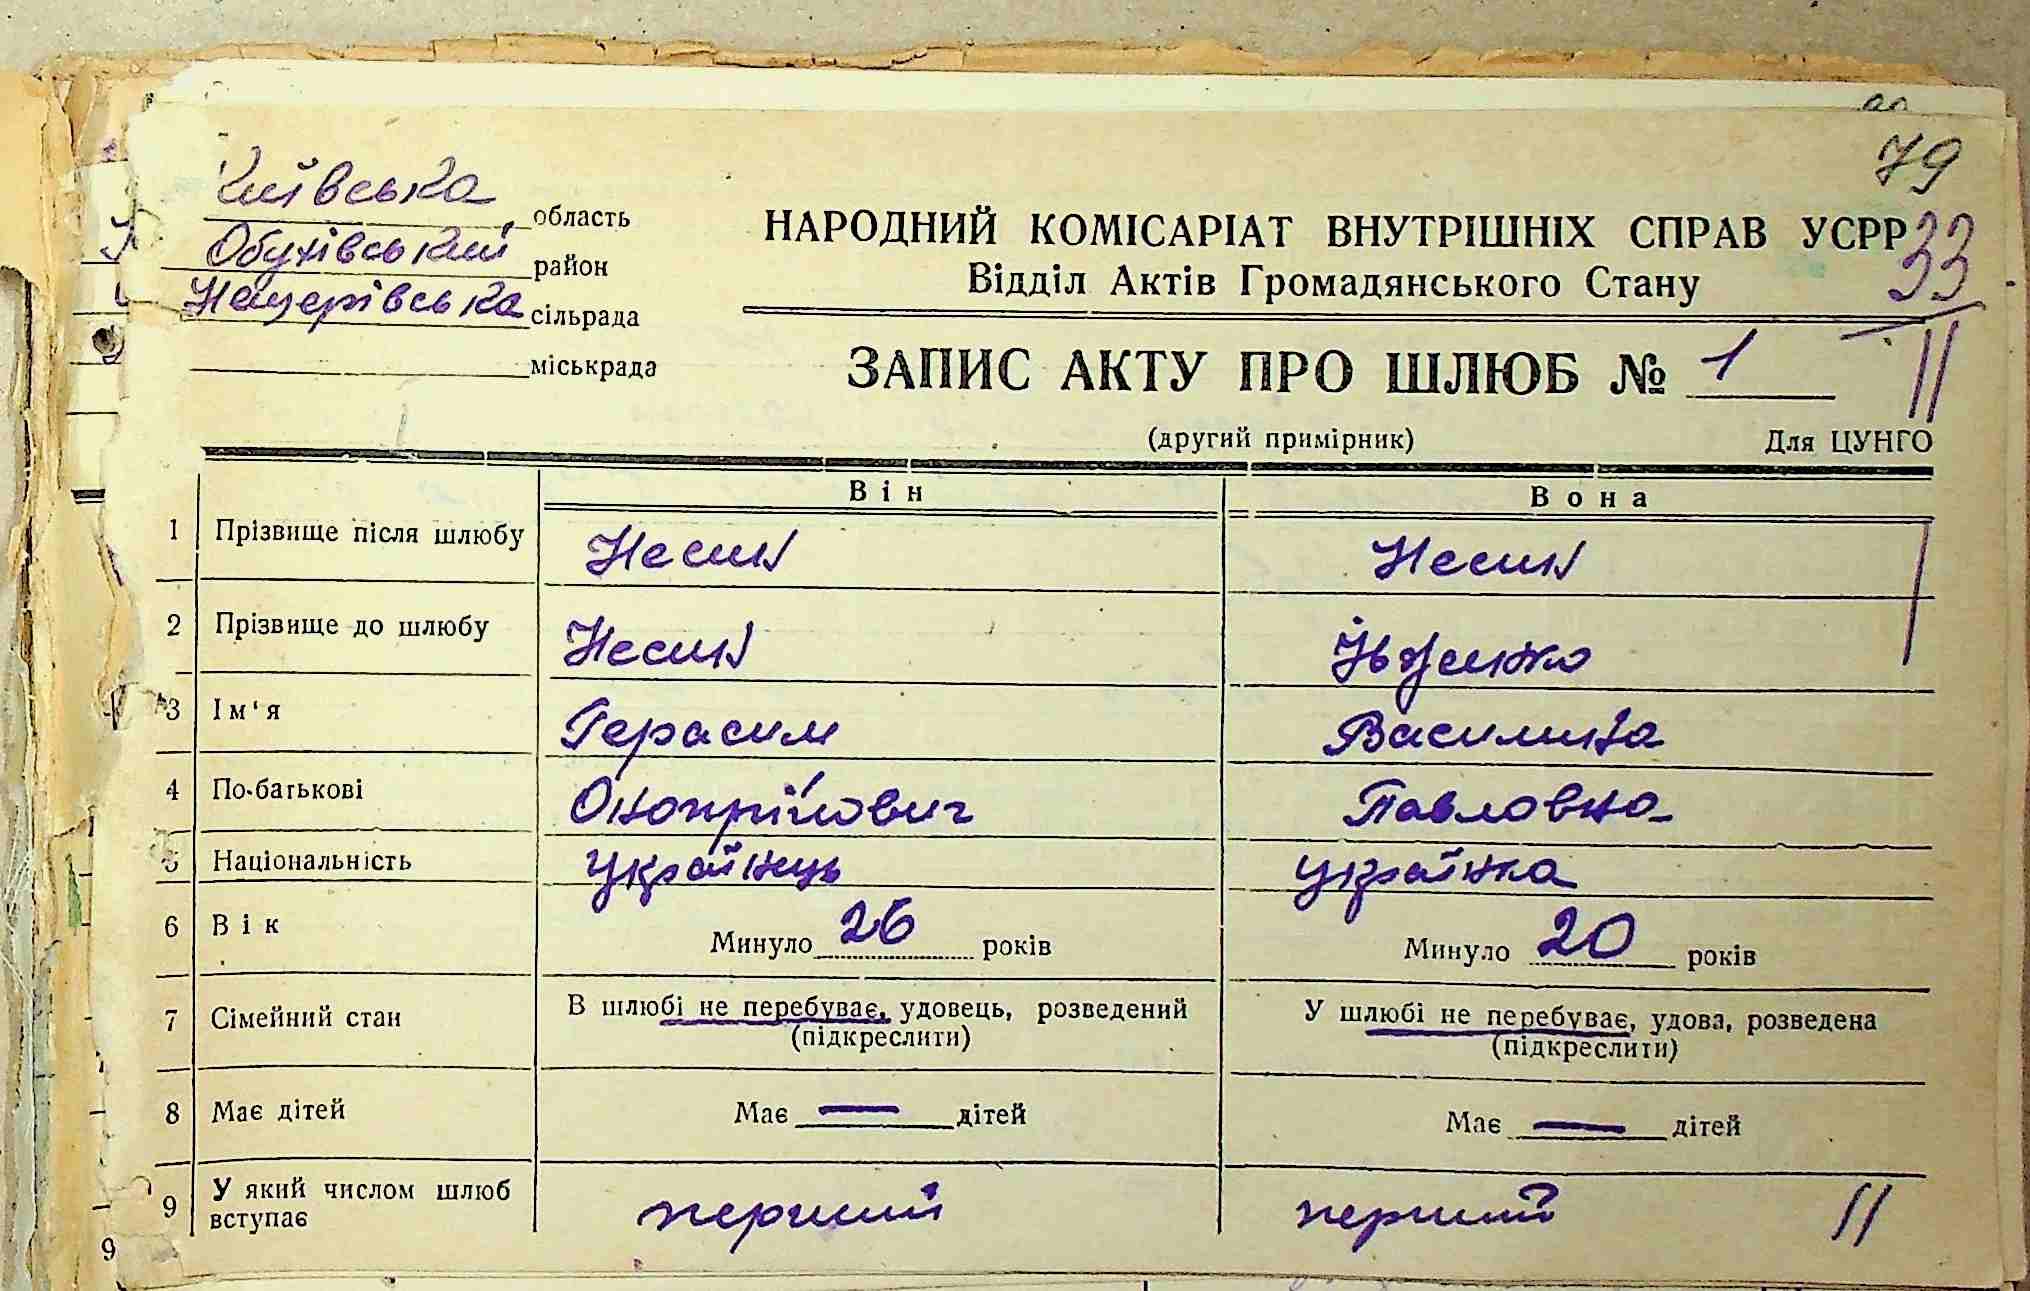 79
Київська область
Обухівський район
Нещерівська сільрада
міськрада
НАРОДНИЙ КОМІСАРІАТ ВНУТРІШНІХ СПРАВ УСРР
33
Відділ Актів Громадянського Стану
ЗАПИС АКТУ ПРО ШЛЮБ № 1
(другий примірник) Для ЦУНГО
Він Вона
1 Прізвище після шлюбу Несин Несин
2 Прізвище до шлюбу Несин
3 Ім'я Герасим Василина
4 По-батькові Онопрійович Павловна
5 Національність українець українка
6 Вік Минуло 26 років Минуло 20 років
7 Сімейний стан В шлюбі не перебуває, удовець, розведений У шлюбі не перебуває, удова, розведена
(підкреслити) (підкреслити)
8 Має дітей Має — дітей Має — дітей
9 У який числом шлюб вступає перший перший
9